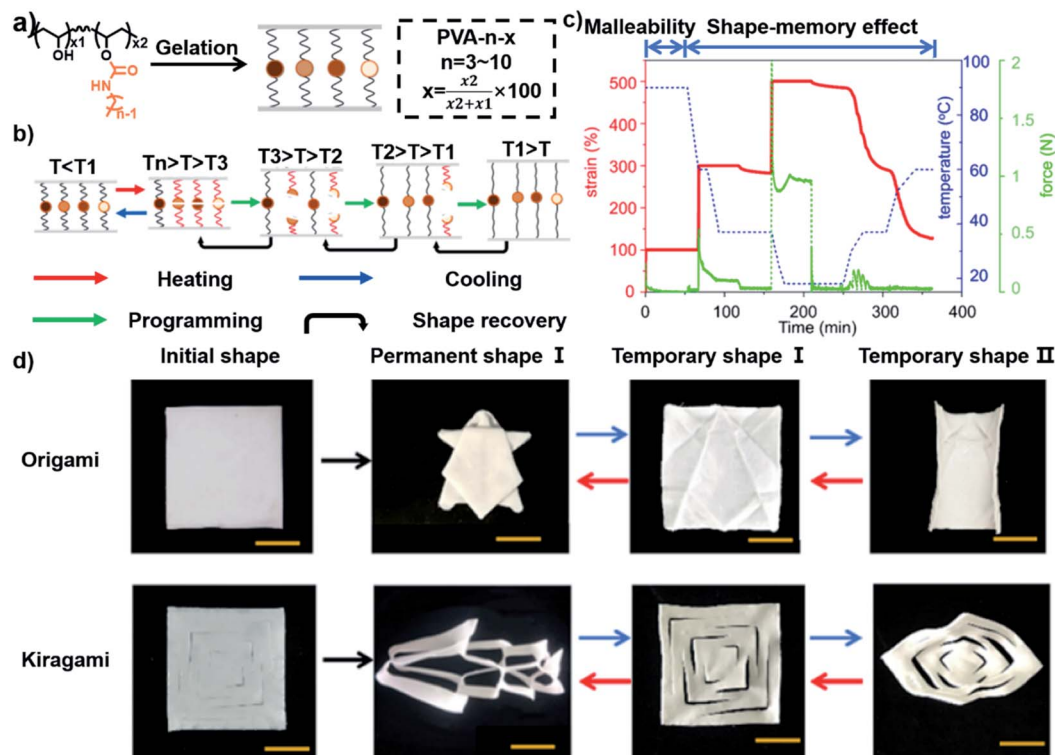 a)
x1
x2
OH
O
O
HN
n-1
Gelation
PVA-n-x
n=3~10
x=x2/x2+x1×100
b)
T<T1
Tn>T>T3
T3>T>T2
T2>T>T1
T1>T
Heating
Cooling
Programming
Shape recovery
c)
Malleability
Shape-memory effect
strain (%)
500
400
300
200
100
0
0
100
200
300
400
Time (min)
temperature (ºC)
100
80
60
40
20
force (N)
2
1.5
1
0.5
0
d)
Initial shape
Permanent shape Ⅰ
Temporary shape Ⅰ
Temporary shape Ⅱ
Origami
Kiragami